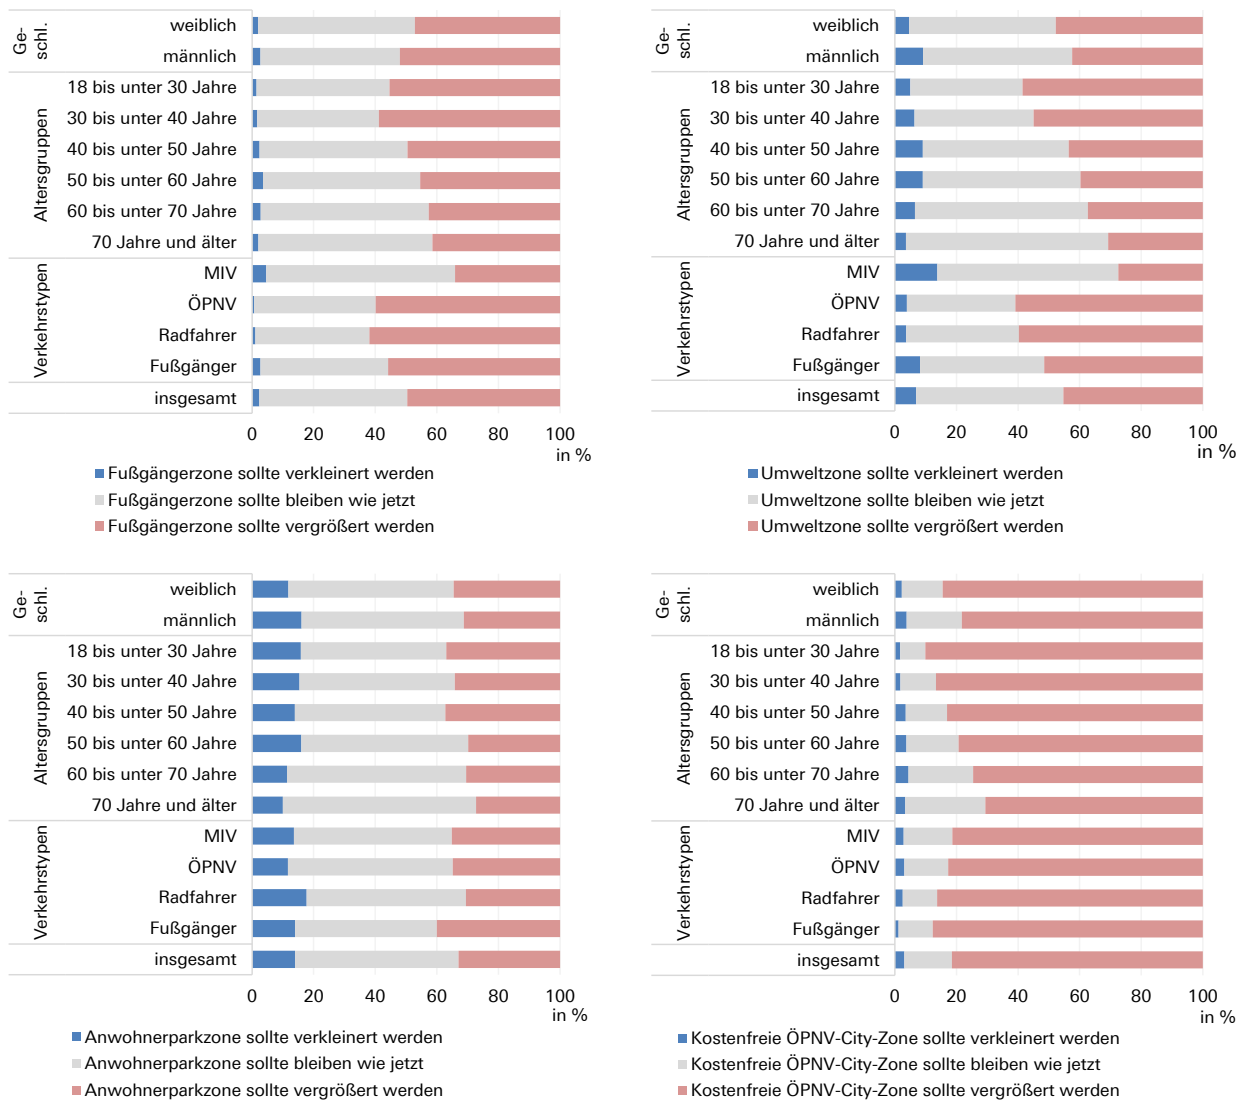 Ge-
schl.
weiblich
männlich
Altersgruppen
18 bis unter 30 Jahre
30 bis unter 40 Jahre
40 bis unter 50 Jahre
50 bis unter 60 Jahre
60 bis unter 70 Jahre
70 Jahre und älter
Verkehrstypen
MIV
ÖPNV
Radfahrer
Fußgänger
insgesamt
0 20 40 60 80 100
in %
Fußgängerzone sollte verkleinert werden
Fußgängerzone sollte bleiben wie jetzt
Fußgängerzone sollte vergrößert werden
Ge-
schl.
weiblich
männlich
Altersgruppen
18 bis unter 30 Jahre
30 bis unter 40 Jahre
40 bis unter 50 Jahre
50 bis unter 60 Jahre
60 bis unter 70 Jahre
70 Jahre und älter
Verkehrstypen
MIV
ÖPNV
Radfahrer
Fußgänger
insgesamt
0 20 40 60 80 100
in %
Umweltzone sollte verkleinert werden
Umweltzone sollte bleiben wie jetzt
Umweltzone sollte vergrößert werden
Ge-
schl.
weiblich
männlich
Altersgruppen
18 bis unter 30 Jahre
30 bis unter 40 Jahre
40 bis unter 50 Jahre
50 bis unter 60 Jahre
60 bis unter 70 Jahre
70 Jahre und älter
Verkehrstypen
MIV
ÖPNV
Radfahrer
Fußgänger
insgesamt
0 20 40 60 80 100
in %
Anwohnerparkzone sollte verkleinert werden
Anwohnerparkzone sollte bleiben wie jetzt
Anwohnerparkzone sollte vergrößert werden
Ge-
schl.
weiblich
männlich
Altersgruppen
18 bis unter 30 Jahre
30 bis unter 40 Jahre
40 bis unter 50 Jahre
50 bis unter 60 Jahre
60 bis unter 70 Jahre
70 Jahre und älter
Verkehrstypen
MIV
ÖPNV
Radfahrer
Fußgänger
insgesamt
0 20 40 60 80 100
in %
Kostenfreie ÖPNV-City-Zone sollte verkleinert werden
Kostenfreie ÖPNV-City-Zone sollte bleiben wie jetzt
Kostenfreie ÖPNV-City-Zone sollte vergrößert werden